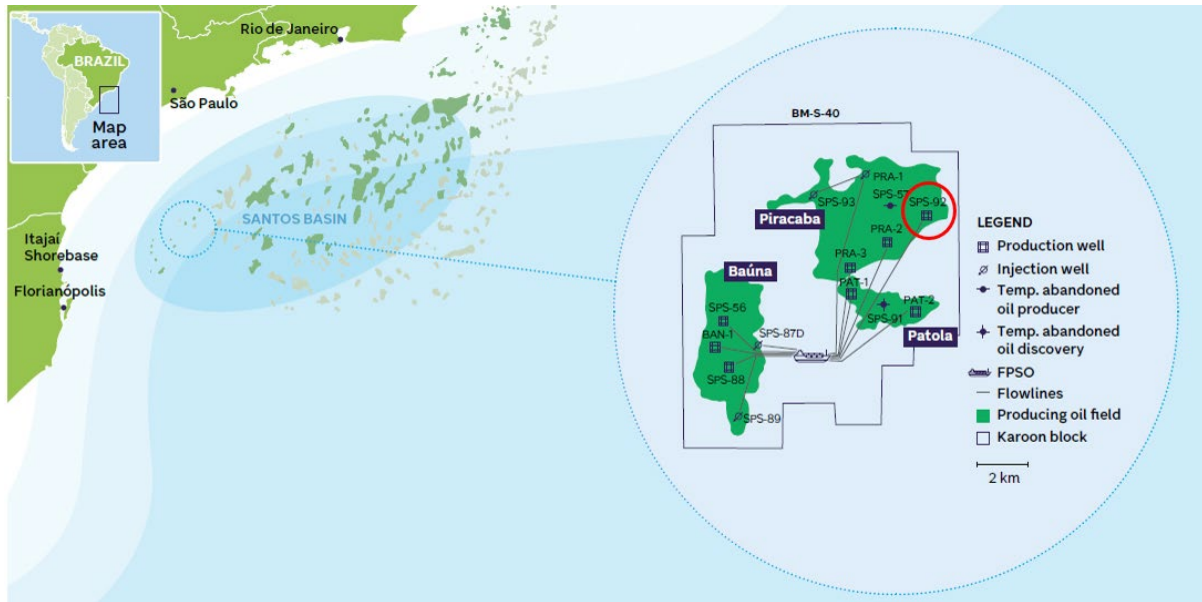 BRAZIL
Map
area
Rio de Janeiro
São Paulo
SANTOS BASIN
Itajaí
Shorebase
Florianópolis
BM-S-40
PRA-1
SPS-57
SPS-92
SPS-93
Piracaba
PRA-2
PRA-3
PAT-1
PAT-2
SPS-91
Patola
Baúna
SPS-56
SPS-87D
BAN-1
SPS-88
SPS-89
LEGEND
Production well
Injection well
Temp. abandoned
oil producer
Temp. abandoned
oil discovery
FPSO
Flowlines
Producing oil field
Karoon block
2 km